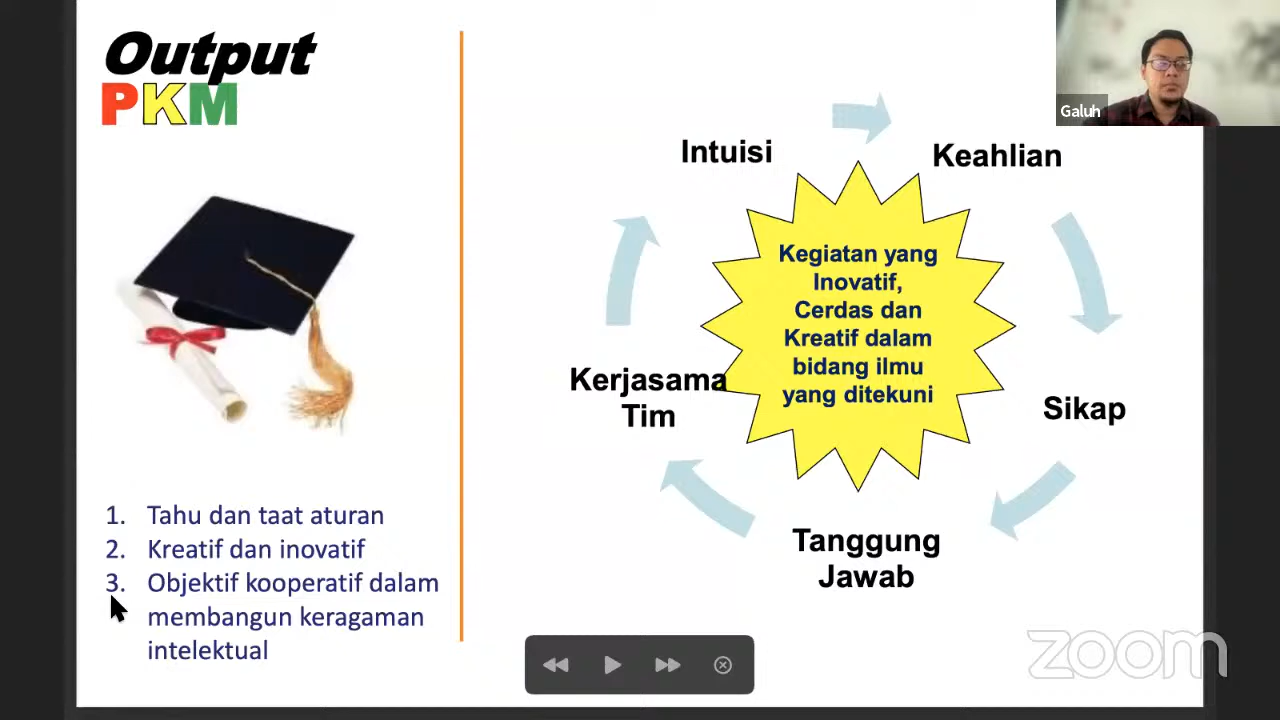 Output
PKM
1. Tahu dan taat aturan
2. Kreatif dan inovatif
3. Objektif kooperatif dalam
membangun keragaman
intelektual
Intuisi
Keahlian
Kegiatan yang
Inovatif,
Cerdas dan
Kreatif dalam
bidang ilmu
yang ditekuni
Kerjasama
Tim
Sikap
Tanggung
Jawab
Galuh
zoom